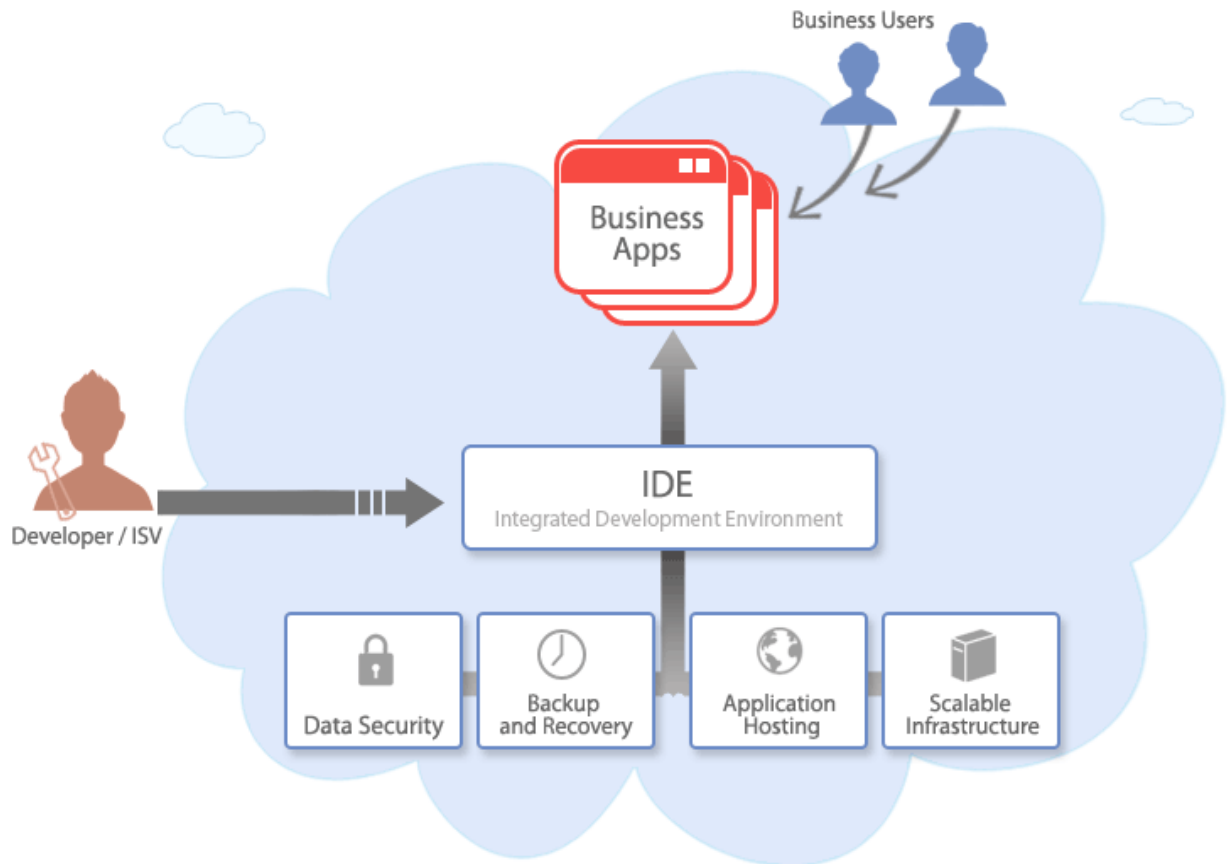 Business Users
Business
Apps
IDE
Integrated Development Environment
Developer / ISV
Data Security
Backup
and Recovery
Application
Hosting
Scalable
Infrastructure